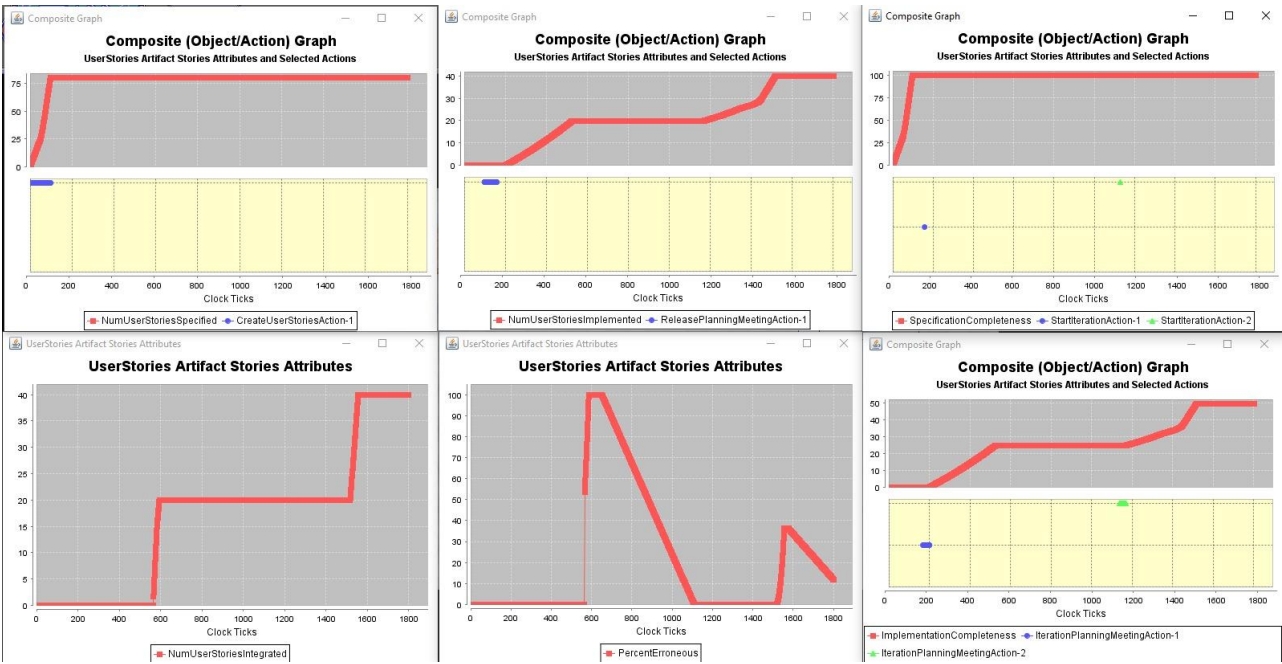 Composite Graph
Composite (Object/Action) Graph
UserStories Artifact Stories Attributes and Selected Actions
75
50
25
0
0 200 400 600 800 1000 1200 1400 1600 1800
Clock Ticks
NumUserStoriesSpecified CreateUserStoriesAction-1
Composite Graph
Composite (Object/Action) Graph
UserStories Artifact Stories Attributes and Selected Actions
40
30
20
10
0
0 200 400 600 800 1000 1200 1400 1600 1800
Clock Ticks
NumUserStoriesImplemented ReleasePlanningMeetingAction-1
Composite Graph
Composite (Object/Action) Graph
UserStories Artifact Stories Attributes and Selected Actions
100
75
50
25
0
0 200 400 600 800 1000 1200 1400 1600 1800
Clock Ticks
SpecificationCompleteness StartIterationAction-1 StartIterationAction-2
UserStories Artifact Stories Attributes
UserStories Artifact Stories Attributes
40
35
30
25
20
15
10
5
0
0 200 400 600 800 1000 1200 1400 1600 1800
Clock Ticks
NumUserStoriesIntegrated
UserStories Artifact Stories Attributes
UserStories Artifact Stories Attributes
100
90
80
70
60
50
40
30
20
10
0
0 200 400 600 800 1000 1200 1400 1600 1800
Clock Ticks
PercentErroneous
Composite Graph
Composite (Object/Action) Graph
UserStories Artifact Stories Attributes and Selected Actions
50
40
30
20
10
0
0 200 400 600 800 1000 1200 1400 1600 1800
Clock Ticks
ImplementationCompleteness IterationPlanningMeetingAction-1
IterationPlanningMeetingAction-2